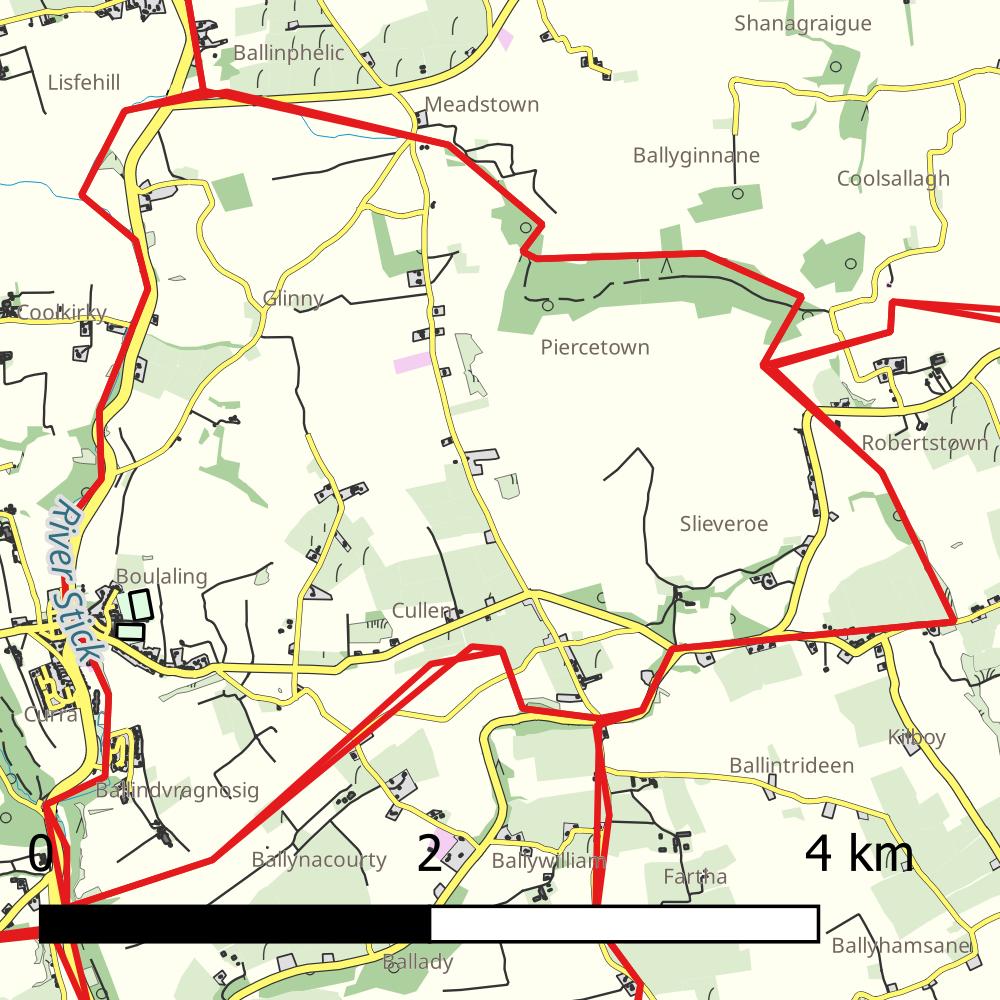 Shanagraigue
Ballinphelic
Lisfehill
Meadstown
Ballyginnane
Coolsallagh
Glinny
Coolkirky
Piercetown
Robertstown
Slieveroe
River Stick
Boulaling
Cullen
Curra
Kilboy
Ballintrideen
Ballindvragnosig
0
2
4 km
Ballynacourty
Ballywilliam
Fartha
Ballyhamsane
Ballady